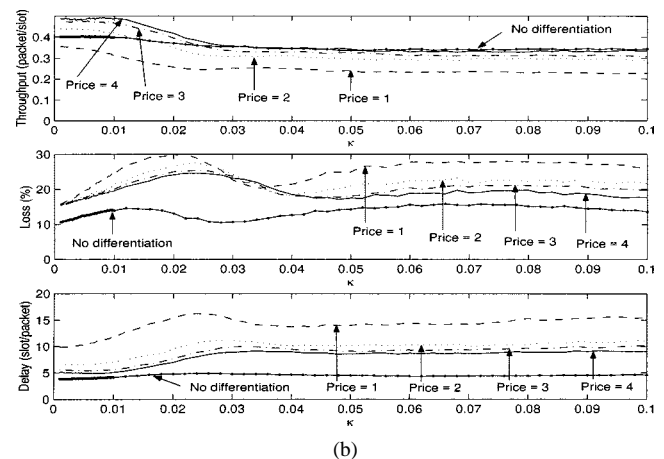 Throughput (packet/slot)
0.4
0.3
0.2
0.1
0
No differentiation
Price = 4
Price = 3
Price = 2
Price = 1
0 0.01 0.02 0.03 0.04 0.05 0.06 0.07 0.08 0.09 0.1
κ
Loss (%)
30
20
10
0
No differentiation
Price = 1
Price = 2
Price = 3
Price = 4
0 0.01 0.02 0.03 0.04 0.05 0.06 0.07 0.08 0.09 0.1
κ
Delay (slot/packet)
20
15
10
5
0
No differentiation
Price = 1
Price = 2
Price = 3
Price = 4
0 0.01 0.02 0.03 0.04 0.05 0.06 0.07 0.08 0.09 0.1
κ
(b)